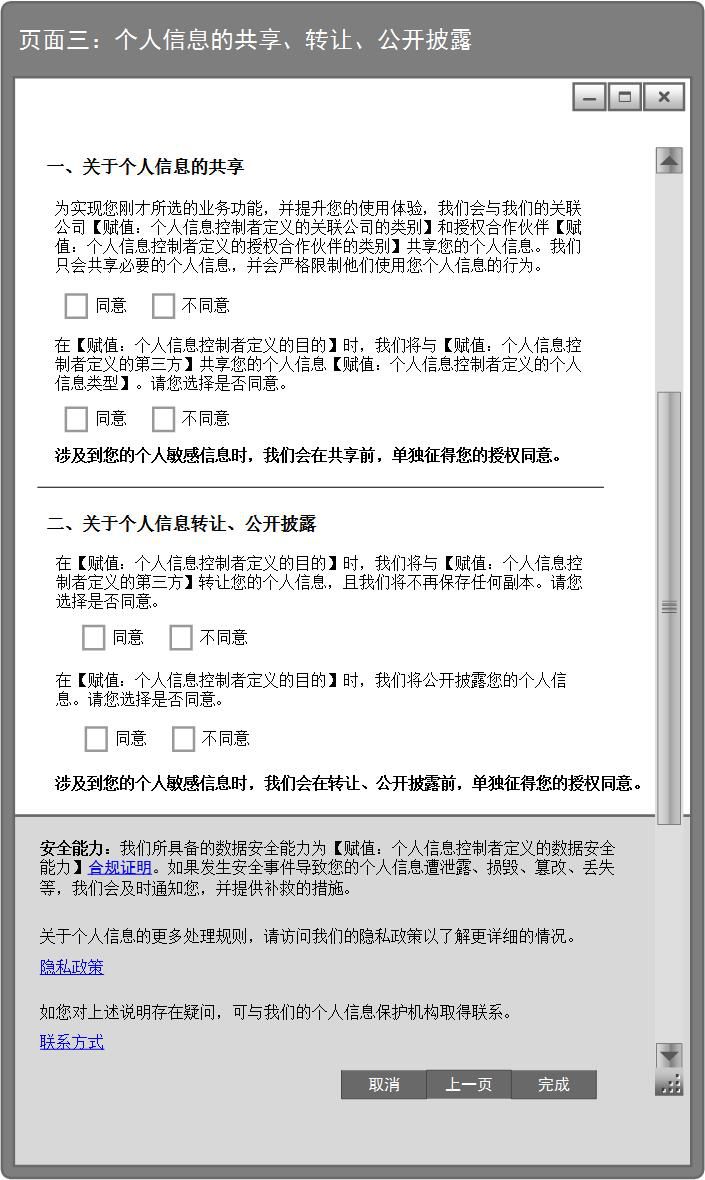 页面三：个人信息的共享、转让、公开披露
一、关于个人信息的共享
为实现您刚才所选的业务功能，并提升您的使用体验，我们会与我们的关联
公司【赋值：个人信息控制者定义的关联公司的类别】和授权合作伙伴【赋
值：个人信息控制者定义的授权合作伙伴的类别】共享您的个人信息。我们
只会共享必要的个人信息，并会严格限制他们使用您个人信息的行为。
同意 不同意
在【赋值：个人信息控制者定义的目的】时，我们将与【赋值：个人信息控
制者定义的第三方】共享您的个人信息【赋值：个人信息控制者定义的个人
信息类型】。请您选择是否同意。
同意 不同意
涉及到您的个人敏感信息时，我们会在共享前，单独征得您的授权同意。
二、关于个人信息转让、公开披露
在【赋值：个人信息控制者定义的目的】时，我们将与【赋值：个人信息控
制者定义的第三方】转让您的个人信息，且我们将不再保存任何副本。请您
选择是否同意。
同意 不同意
在【赋值：个人信息控制者定义的目的】时，我们将公开披露您的个人信
息。请您选择是否同意。
同意 不同意
涉及到您的个人敏感信息时，我们会在转让、公开披露前，单独征得您的授权同意。
安全能力：我们所具备的数据安全能力为【赋值：个人信息控制者定义的数据安全
能力】合规证明。如果发生安全事件导致您的个人信息遭泄露、损毁、篡改、丢失
等，我们会及时通知您，并提供补救的措施。
关于个人信息的更多处理规则，请访问我们的隐私政策以了解更详细的情况。
隐私政策
如您对上述说明存在疑问，可与我们的个人信息保护机构取得联系。
联系方式
取消 上一页 完成